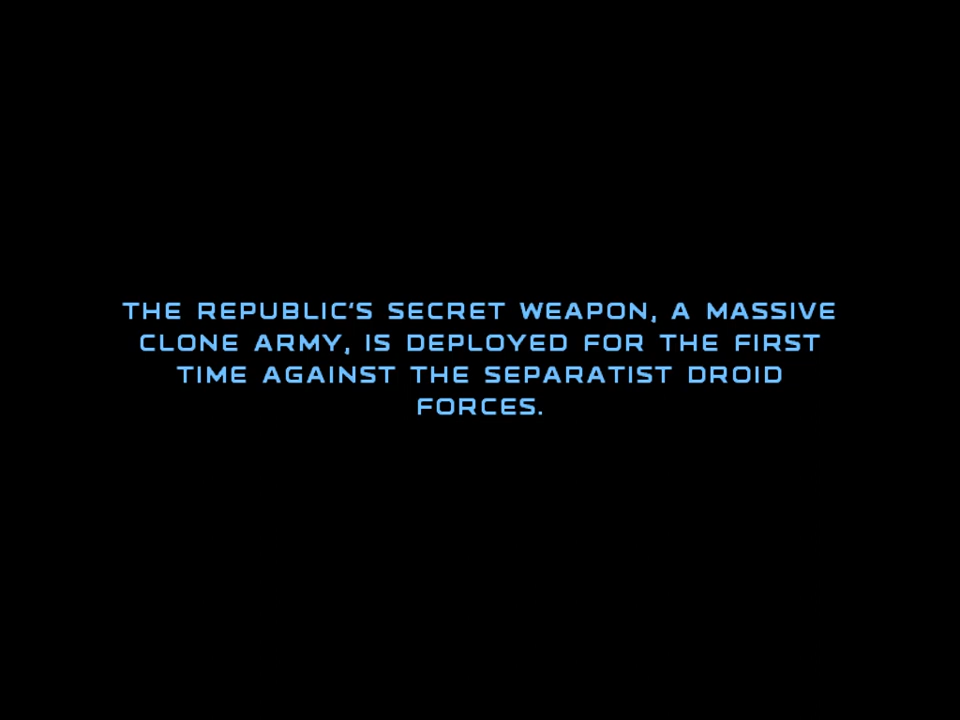 THE REPUBLIC'S SECRET WEAPON, A MASSIVE
CLONE ARMY, IS DEPLOYED FOR THE FIRST
TIME AGAINST THE SEPARATIST DROID
FORCES.